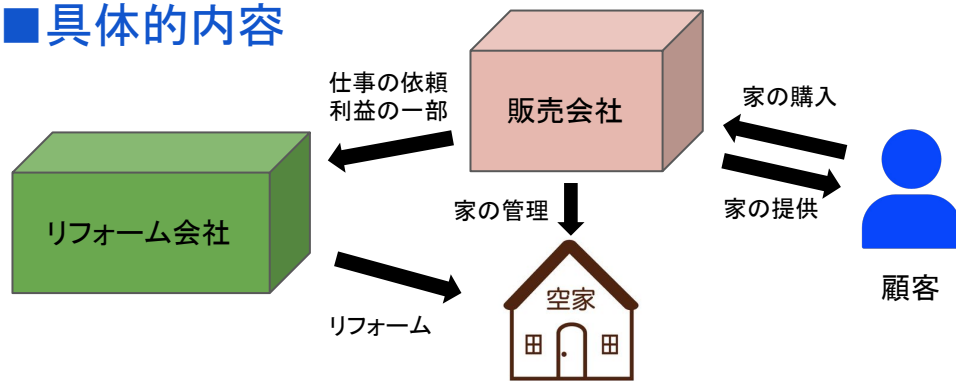 ■具体的内容
仕事の依頼
利益の一部
販売会社
家の購入
リフォーム会社
家の管理
家の提供
空家
顧客
リフォーム